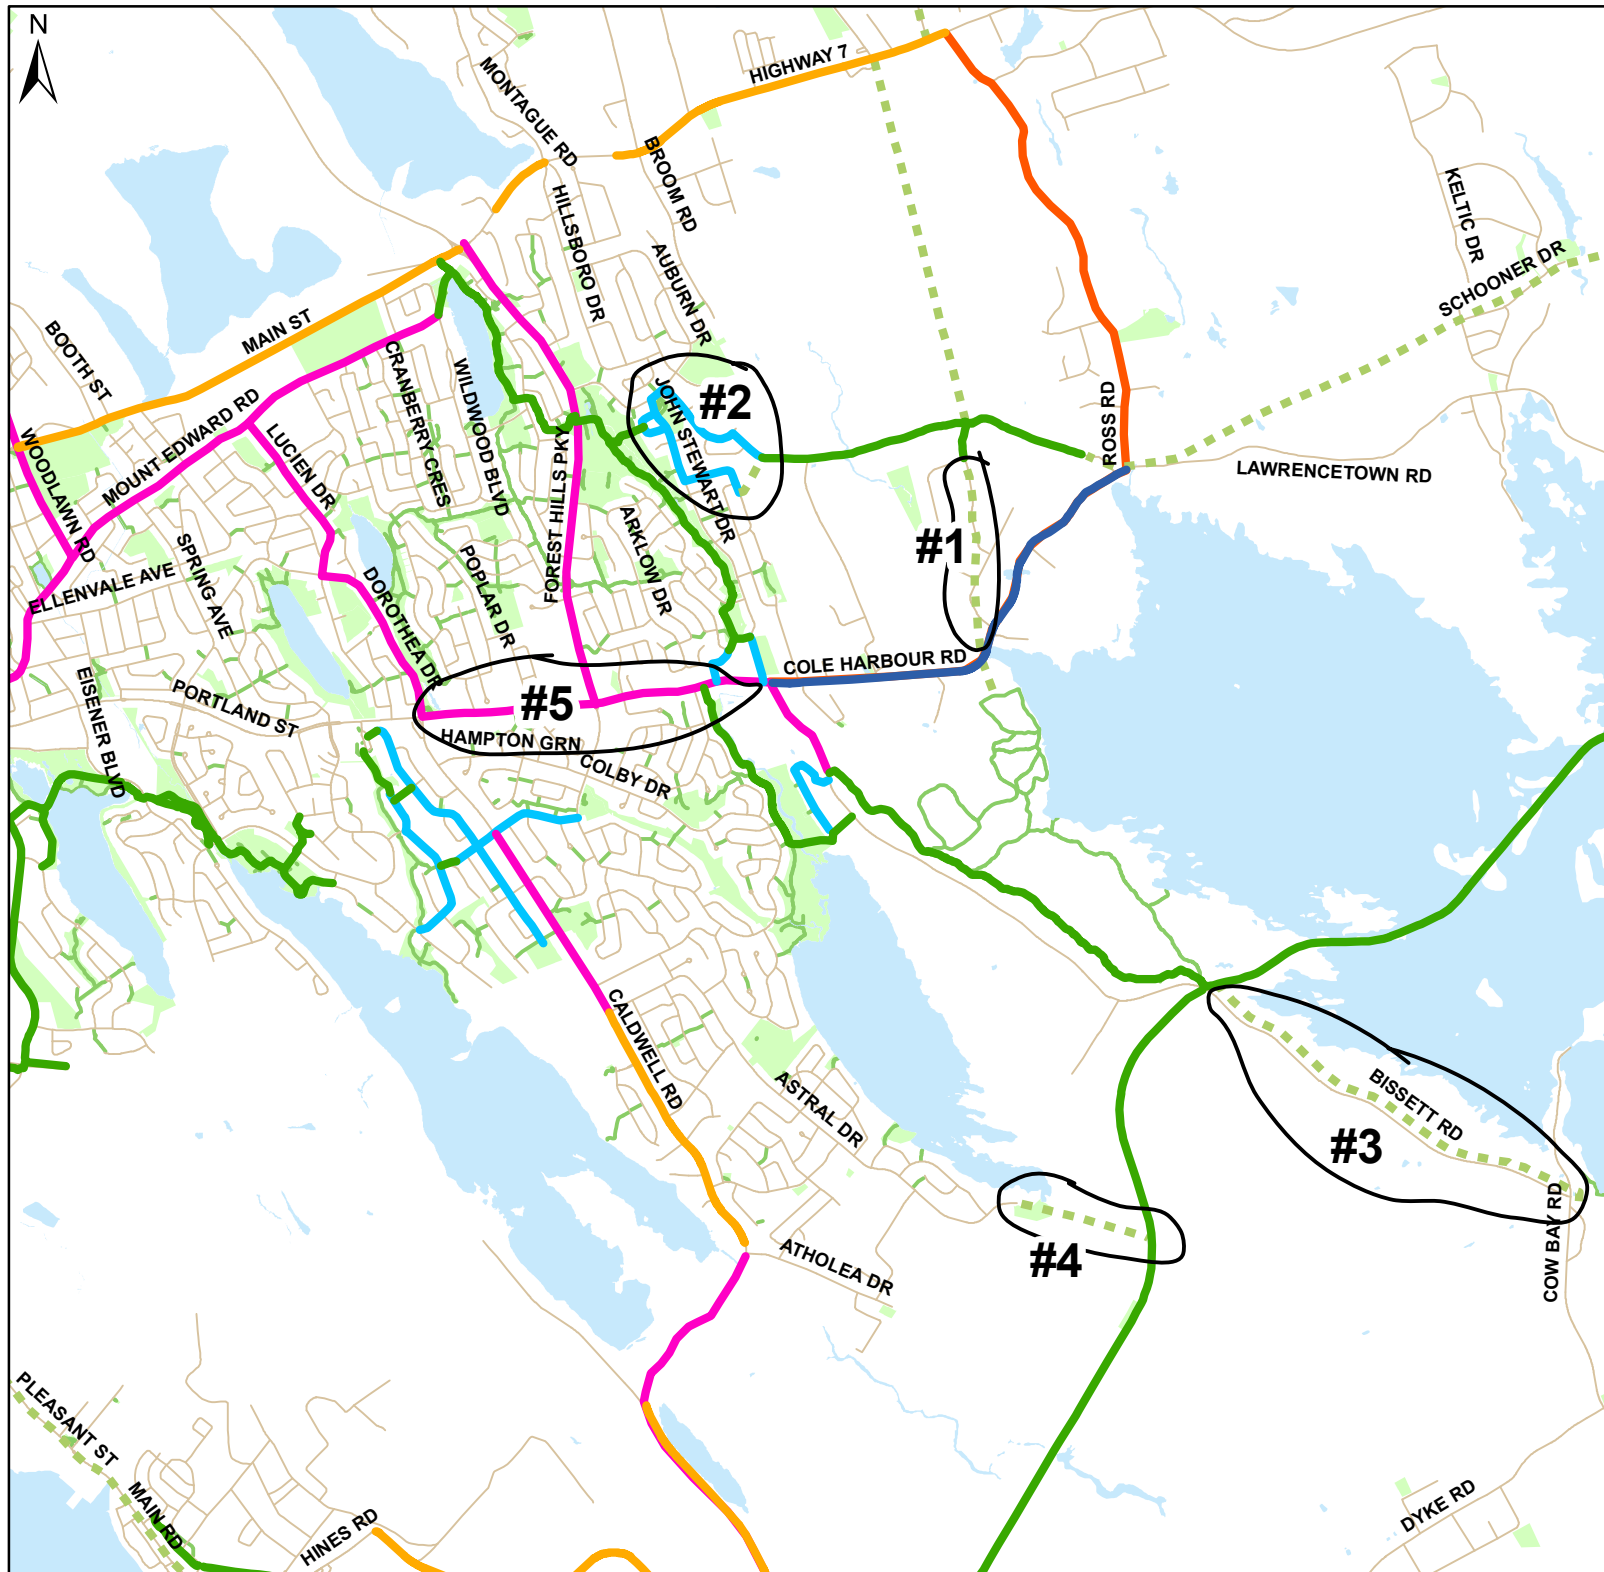 N
HIGHWAY 7
MONTAGUE RD
BROOM RD
HILLSBORO DR
KELTIC DR
AUBURN DR
SCHOONER DR
MAIN ST
BOOTH ST
CRANBERRY CRES
WILDWOOD BLVD
JOHN STEWART DR
#2
ROSS RD
MOUNT EDWARD RD
WOODLAWN RD
LUCIEN DR
FOREST HILLS PKY
LAWRENCETOWN RD
ARKLOW DR
#1
SPRING AVE
ELLENVALE AVE
POPLAR DR
DOROTHEA DR
COLE HARBOUR RD
EISENER BLVD
PORTLAND ST
#5
HAMPTON GRN
COLBY DR
CALDWELL RD
ASTRAL DR
BISSETT RD
#3
COW BAY RD
#4
ATHOLEA DR
PLEASANT ST
MAIN RD
HINES RD
DYKE RD